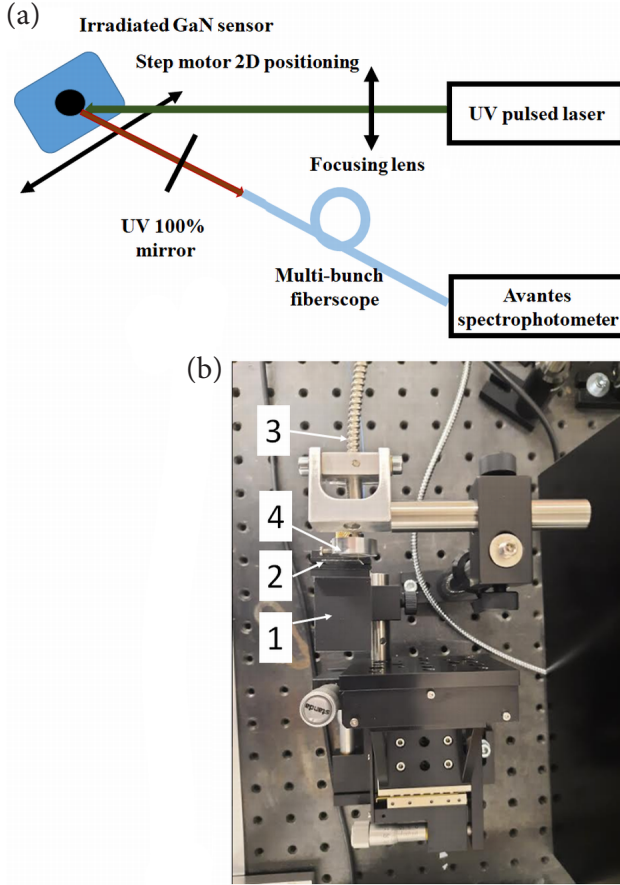 (a)
Irradiated GaN sensor
Step motor 2D positioning
UV pulsed laser
Focusing lens
UV 100%
mirror
Multi-bunch
fiberscope
Avantes
spectrophotometer
(b)
3
4
2
1
standa